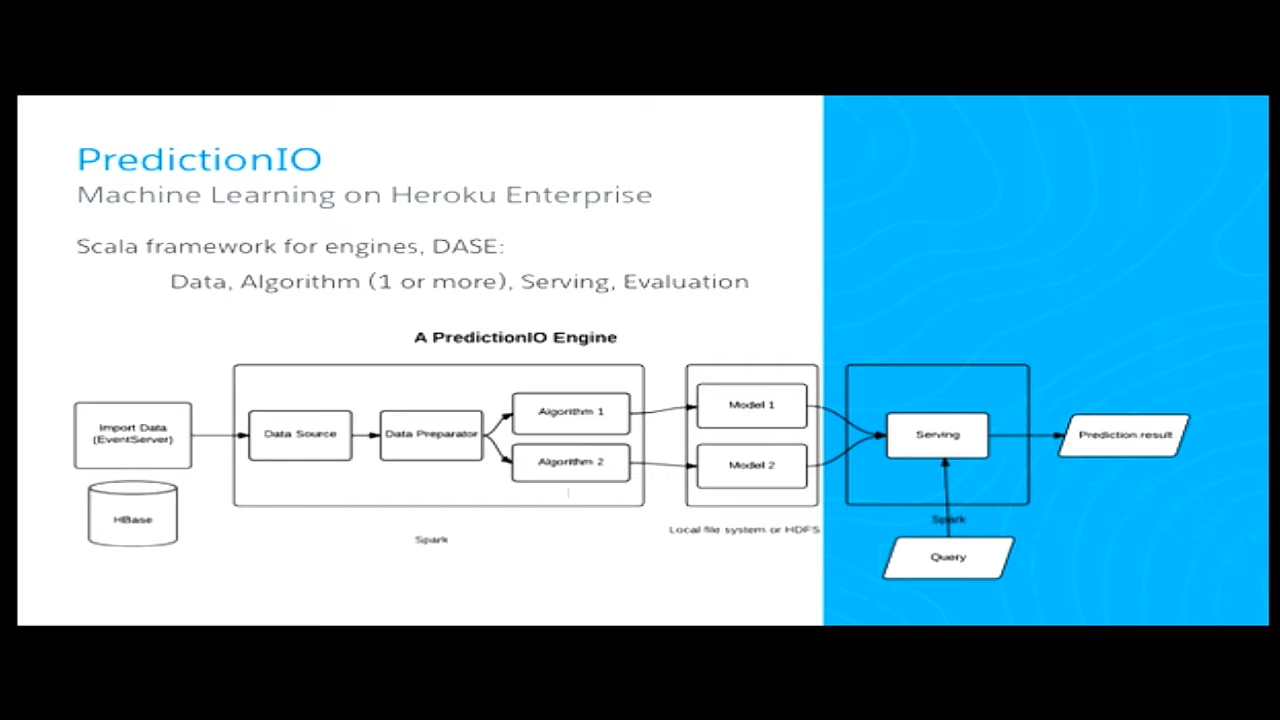 PredictionIO
Machine Learning on Heroku Enterprise
Scala framework for engines, DASE:
Data, Algorithm (1 or more), Serving, Evaluation
A PredictionIO Engine
Import Data
(EventServer)
HBase
Data Source
Data Preparator
Algorithm 1
Algorithm 2
Spark
Model 1
Model 2
Local file system or HDFS
Serving
Spark
Query
Prediction result